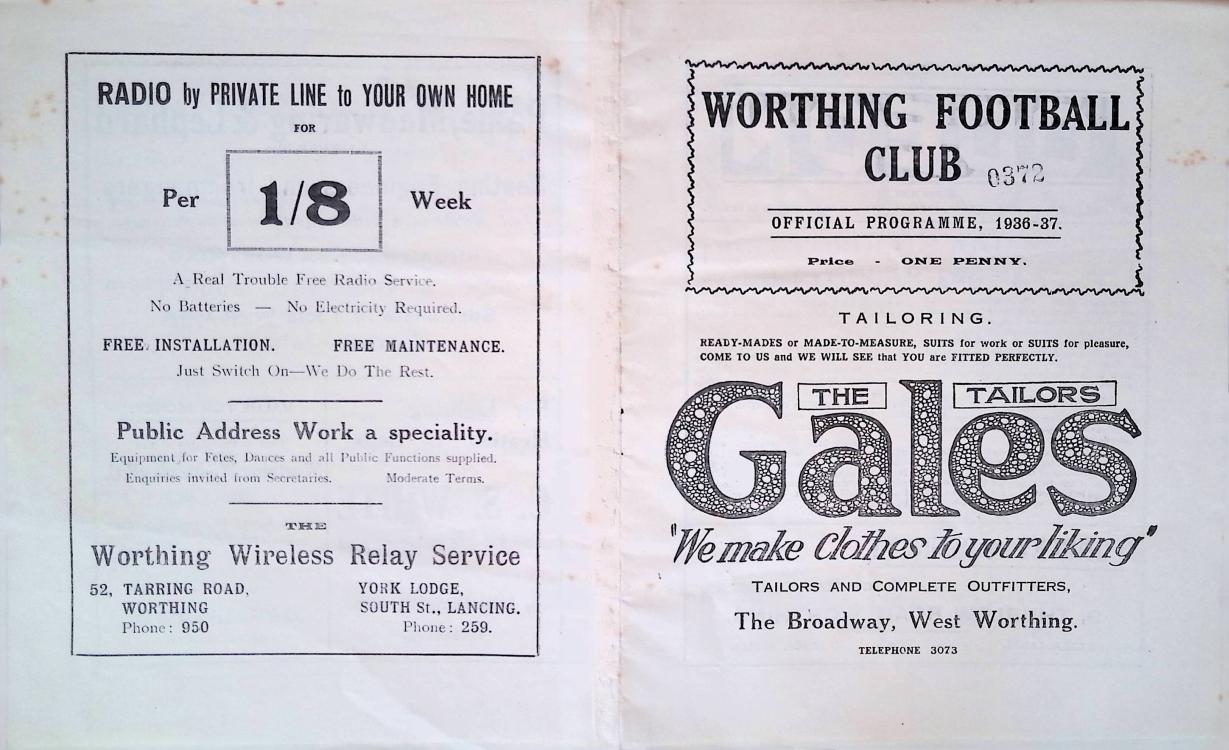 RADIO by PRIVATE LINE to YOUR OWN HOME
FOR
Per 1/8 Week
A Real Trouble Free Radio Service.
No Batteries — No Electricity Required.
FREE INSTALLATION. FREE MAINTENANCE.
Just Switch On—We Do The Rest.
Public Address Work a speciality.
Equipment for Fetes, Dances and all Public Functions supplied.
Enquiries invited from Secretaries. Moderate Terms.
THE
Worthing Wireless Relay Service
52, TARRING ROAD, YORK LODGE,
WORTHING SOUTH St., LANCING.
Phone: 950 Phone: 259.
WORTHING FOOTBALL
CLUB 0372
OFFICIAL PROGRAMME, 1936-37.
Price - ONE PENNY.
TAILORING.
READY-MADES or MADE-TO-MEASURE, SUITS for work or SUITS for pleasure,
COME TO US and WE WILL SEE that YOU are FITTED PERFECTLY.
THE TAILORS
Gales
"We make clothes to your liking"
TAILORS AND COMPLETE OUTFITTERS,
The Broadway, West Worthing.
TELEPHONE 3073